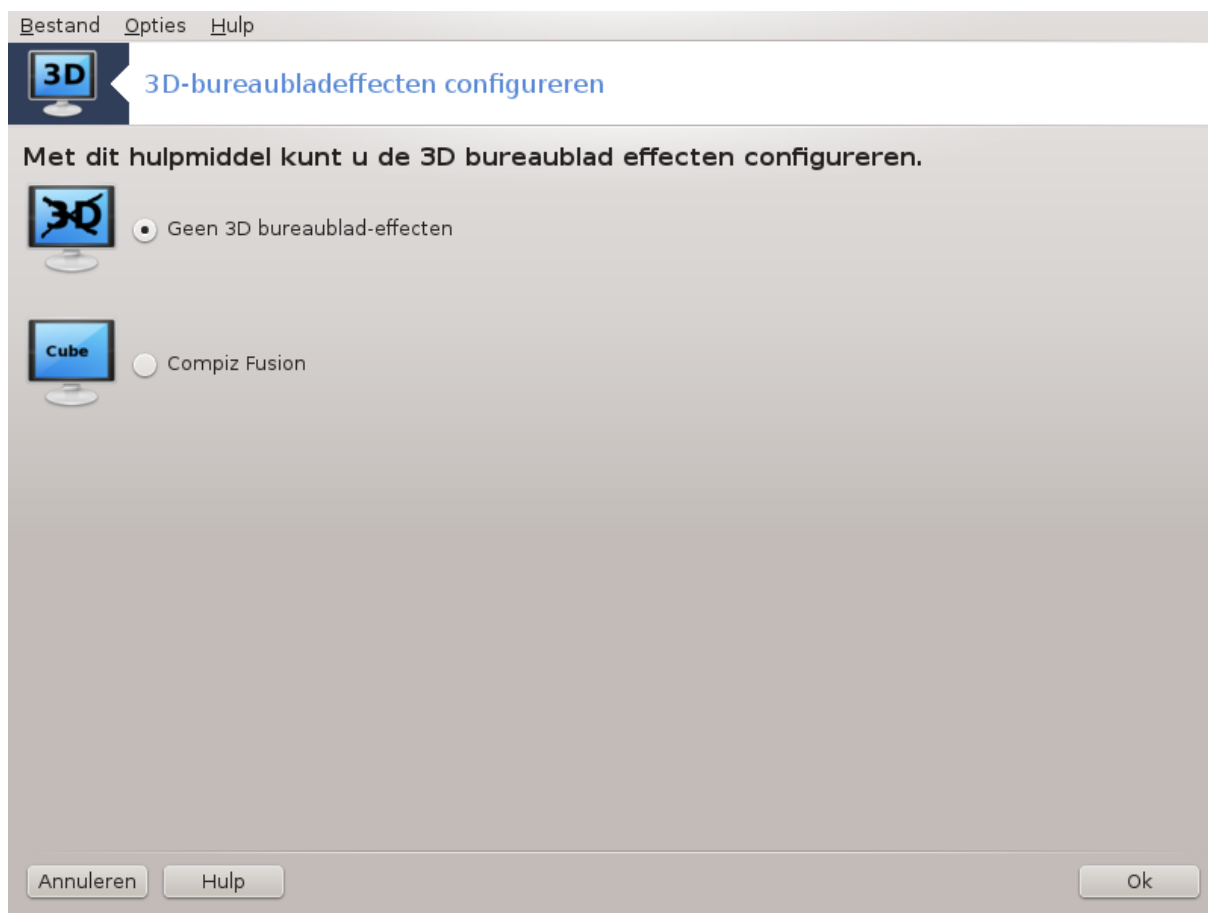 Bestand Opties Hulp
3D
3D-bureaubladeffecten configureren
Met dit hulpmiddel kunt u de 3D bureaublad effecten configureren.
3D
Geen 3D bureaublad-effecten
Cube
Compiz Fusion
Annuleren Hulp Ok